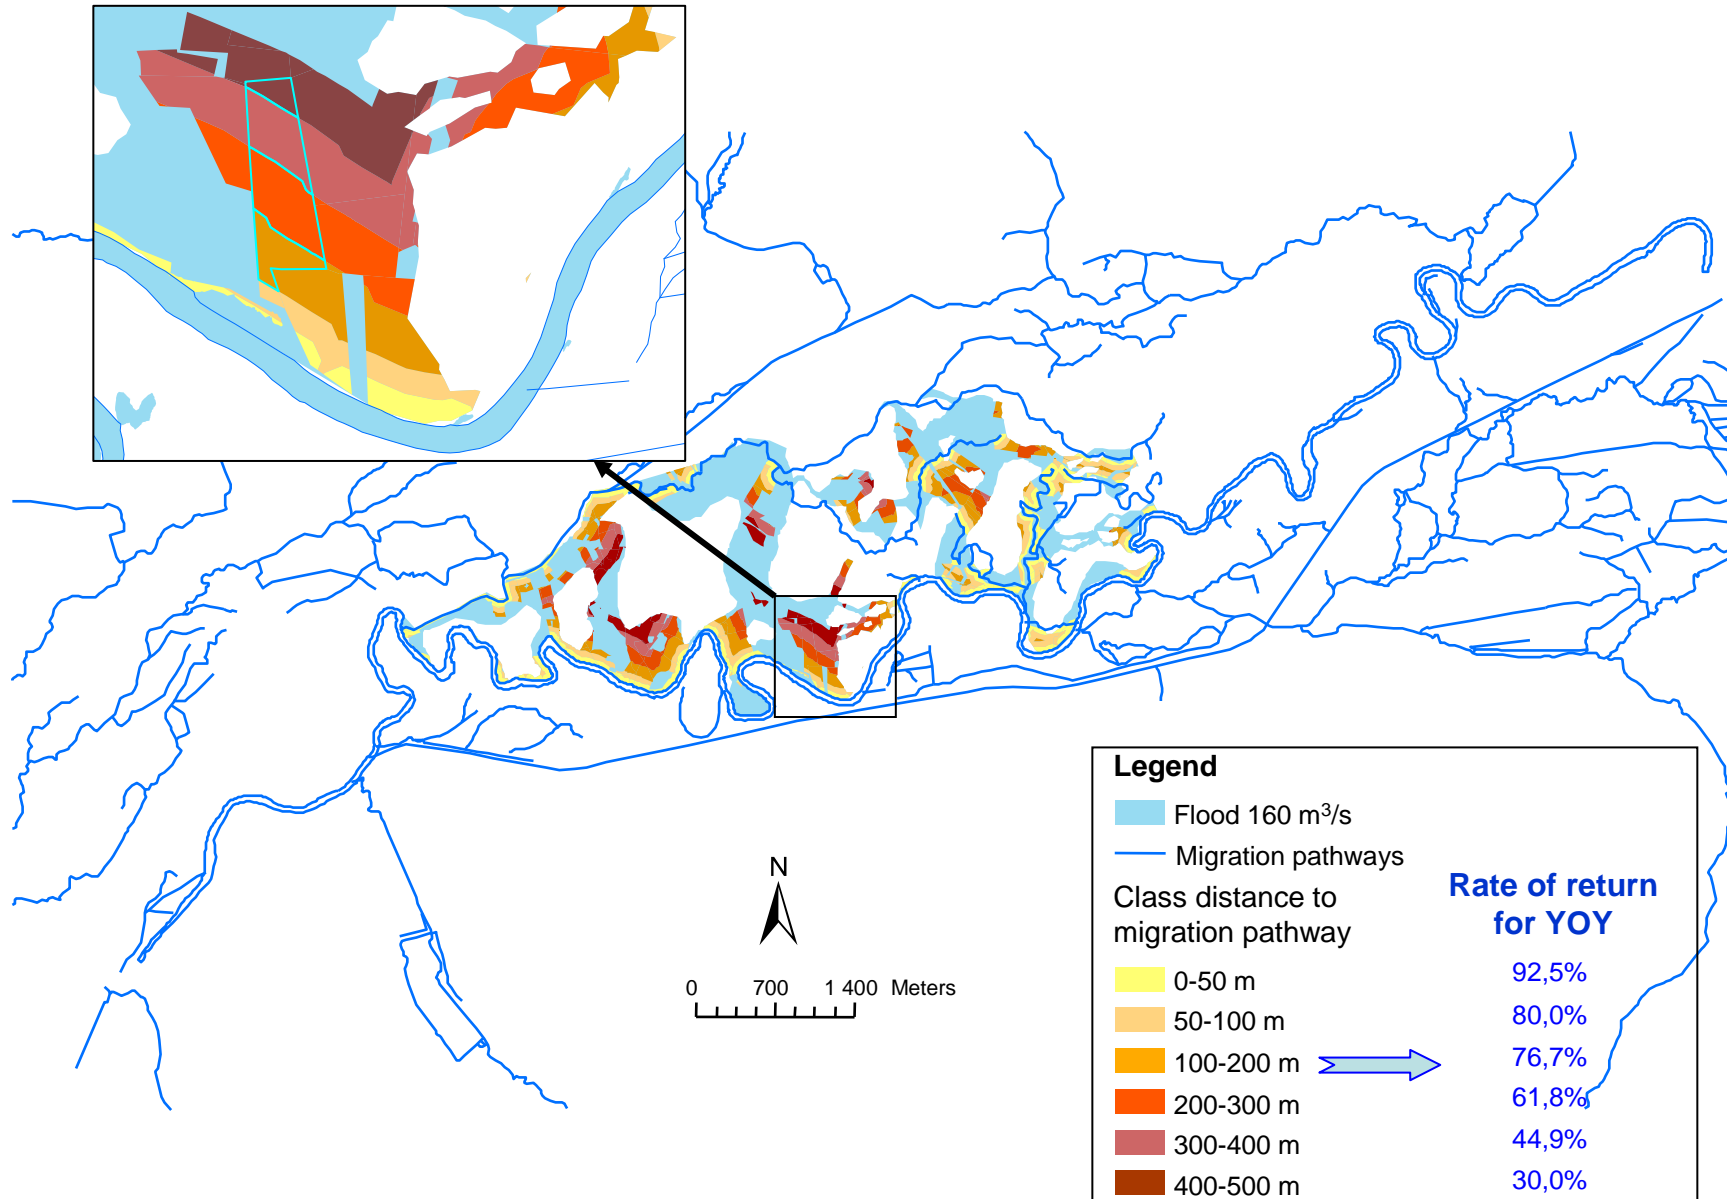 N
0 700 1 400 Meters
Legend
Flood 160 m³/s
Migration pathways
Class distance to
migration pathway
Rate of return
for YOY
0-50 m 92,5%
50-100 m 80,0%
100-200 m 76,7%
200-300 m 61,8%
300-400 m 44,9%
400-500 m 30,0%